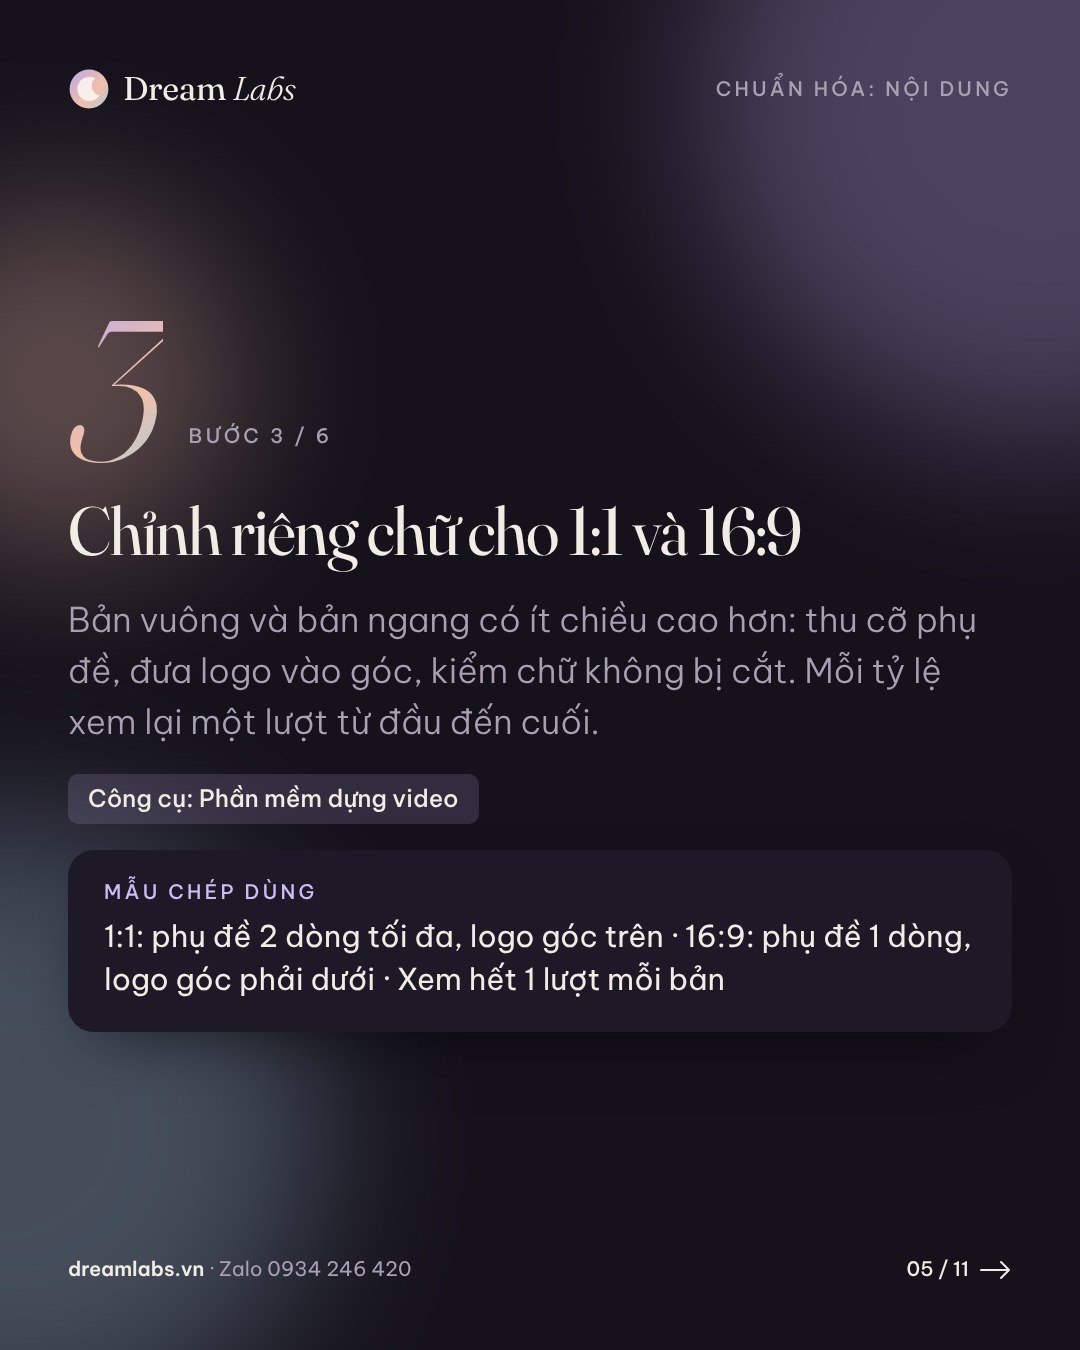 Dream Labs
CHUẨN HÓA: NỘI DUNG
3
BƯỚC 3 / 6
Chỉnh riêng chữ cho 1:1 và 16:9
Bản vuông và bản ngang có ít chiều cao hơn: thu cỡ phụ
đề, đưa logo vào góc, kiểm chữ không bị cắt. Mỗi tỷ lệ
xem lại một lượt từ đầu đến cuối.
Công cụ: Phần mềm dựng video
MẪU CHÉP DÙNG
1:1: phụ đề 2 dòng tối đa, logo góc trên · 16:9: phụ đề 1 dòng,
logo góc phải dưới · Xem hết 1 lượt mỗi bản
dreamlabs.vn · Zalo 0934 246 420
05 / 11 →